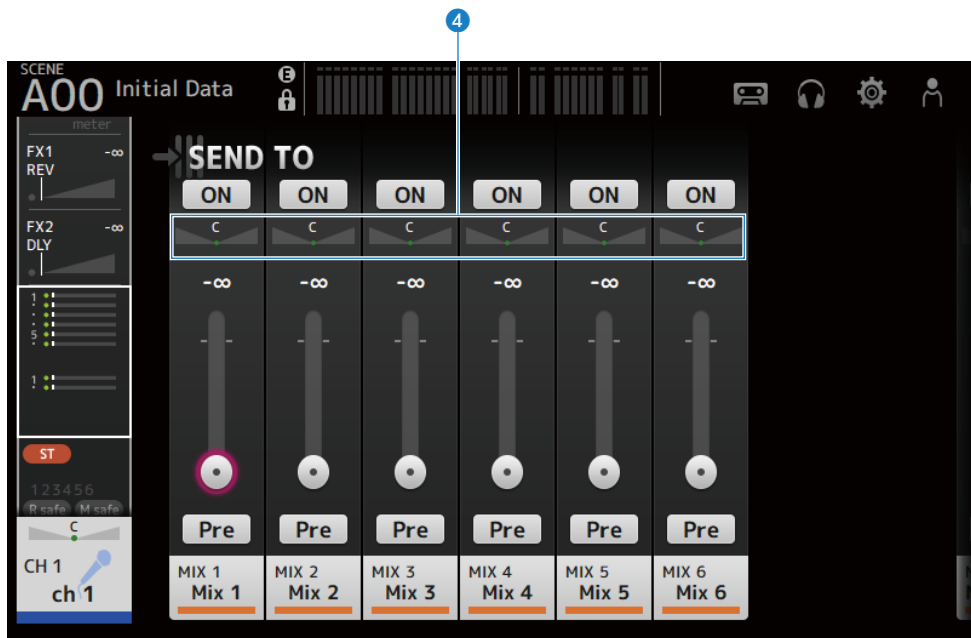 4
SCENE
A00 Initial Data
E
meter
FX1 -∞
REV
FX2 -∞
DLY
1
5
1
ST
123456
R safe M safe
C
CH 1
ch 1
SEND TO
ON ON ON ON ON ON
C C C C C C
-∞ -∞ -∞ -∞ -∞ -∞
Pre Pre Pre Pre Pre Pre
MIX 1 MIX 2 MIX 3 MIX 4 MIX 5 MIX 6
Mix 1 Mix 2 Mix 3 Mix 4 Mix 5 Mix 6